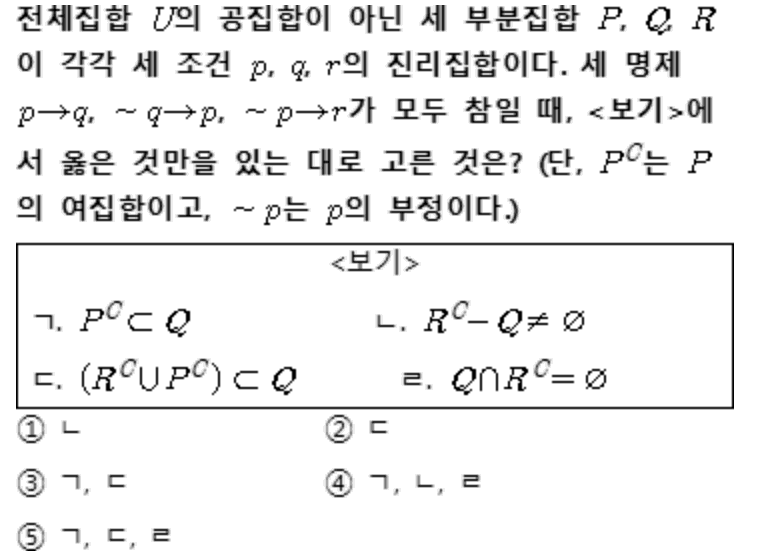 전체집합 U의 공집합이 아닌 세 부분집합 P, Q, R
이 각각 세 조건 p, q, r의 진리집합이다. 세 명제
p→q, ~q→p, ~p→r가 모두 참일 때, <보기>에
서 옳은 것만을 있는 대로 고른 것은? (단, P^C는 P
의 여집합이고, ~p는 p의 부정이다.)
<보기>
ㄱ. P^C⊂Q ㄴ. R^C-Q≠∅
ㄷ. (R^C∪P^C)⊂Q ㄹ. Q∩R^C=∅
① ㄴ ② ㄷ
③ ㄱ, ㄷ ④ ㄱ, ㄴ, ㄹ
⑤ ㄱ, ㄷ, ㄹ